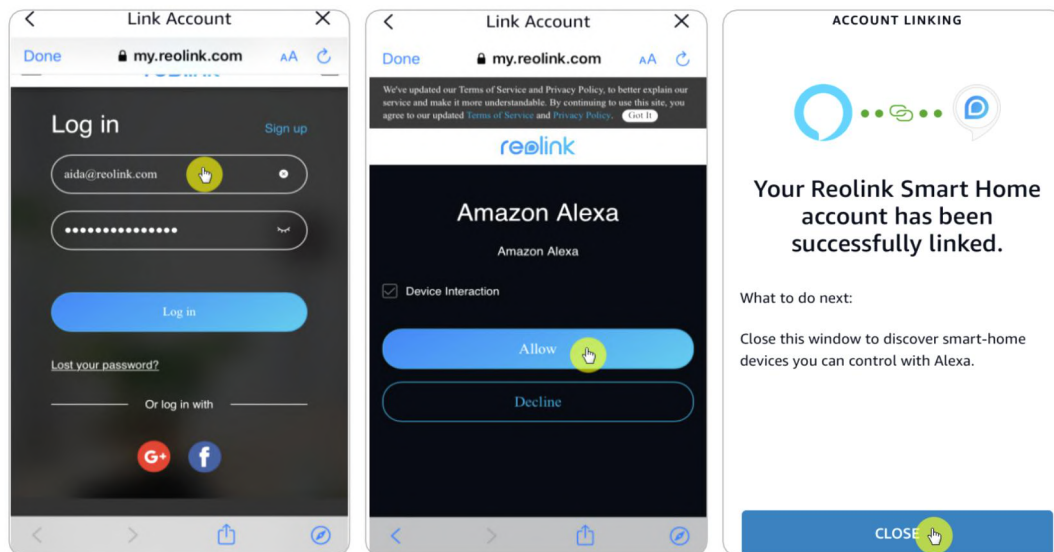 Link Account
Done
my.reolink.com
AA
Log in
Sign up
aida@reolink.com
Log in
Lost your password?
Or log in with
G+
f
Link Account
Done
my.reolink.com
AA
We've updated our Terms of Service and Privacy Policy, to better explain our
service and make it more understandable. By continuing to use this site, you
agree to our updated Terms of Service and Privacy Policy.
Got It
reolink
Amazon Alexa
Amazon Alexa
Device Interaction
Allow
Decline
ACCOUNT LINKING
Your Reolink Smart Home
account has been
successfully linked.
What to do next:
Close this window to discover smart-home
devices you can control with Alexa.
CLOSE